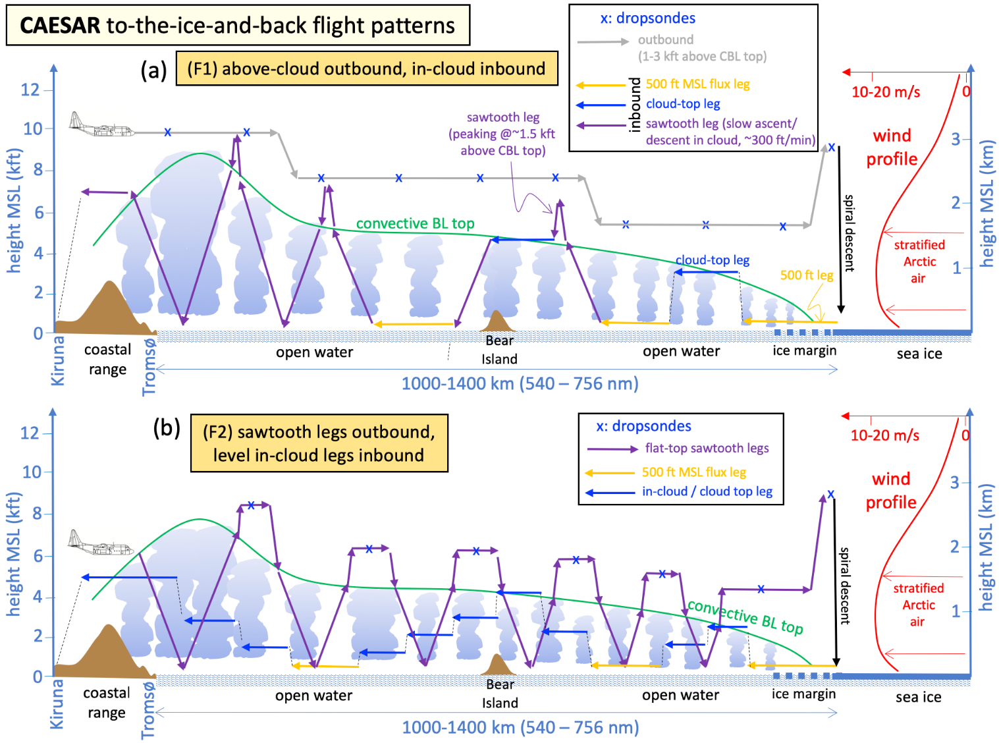 CAESAR to-the-ice-and-back flight patterns
x: dropsondes
outbound
(1-3 kft above CBL top)
500 ft MSL flux leg
cloud-top leg
sawtooth leg (slow ascent/
descent in cloud, ~300 ft/min)
inbound
(a)
(F1) above-cloud outbound, in-cloud inbound
12
10
8
6
4
2
0
height MSL (kft)
x
x
x
x
x
x
x
x
x
x
sawtooth leg
(peaking @~1.5 kft
above CBL top)
convective BL top
cloud-top leg
500 ft leg
spiral descent
10-20 m/s
0
wind
profile
stratified
Arctic
air
3
2
1
height MSL (km)
Kiruna
coastal
range
Tromsø
open water
Bear
Island
open water
ice margin
sea ice
1000-1400 km (540 – 756 nm)
(b)
(F2) sawtooth legs outbound,
level in-cloud legs inbound
x: dropsondes
flat-top sawtooth legs
500 ft MSL flux leg
in-cloud / cloud top leg
12
10
8
6
4
2
0
height MSL (kft)
x
x
x
x
x
x
x
convective BL top
spiral descent
10-20 m/s
0
wind
profile
stratified
Arctic
air
3
2
1
height MSL (km)
Kiruna
coastal
range
Tromsø
open water
Bear
Island
open water
ice margin
sea ice
1000-1400 km (540 – 756 nm)